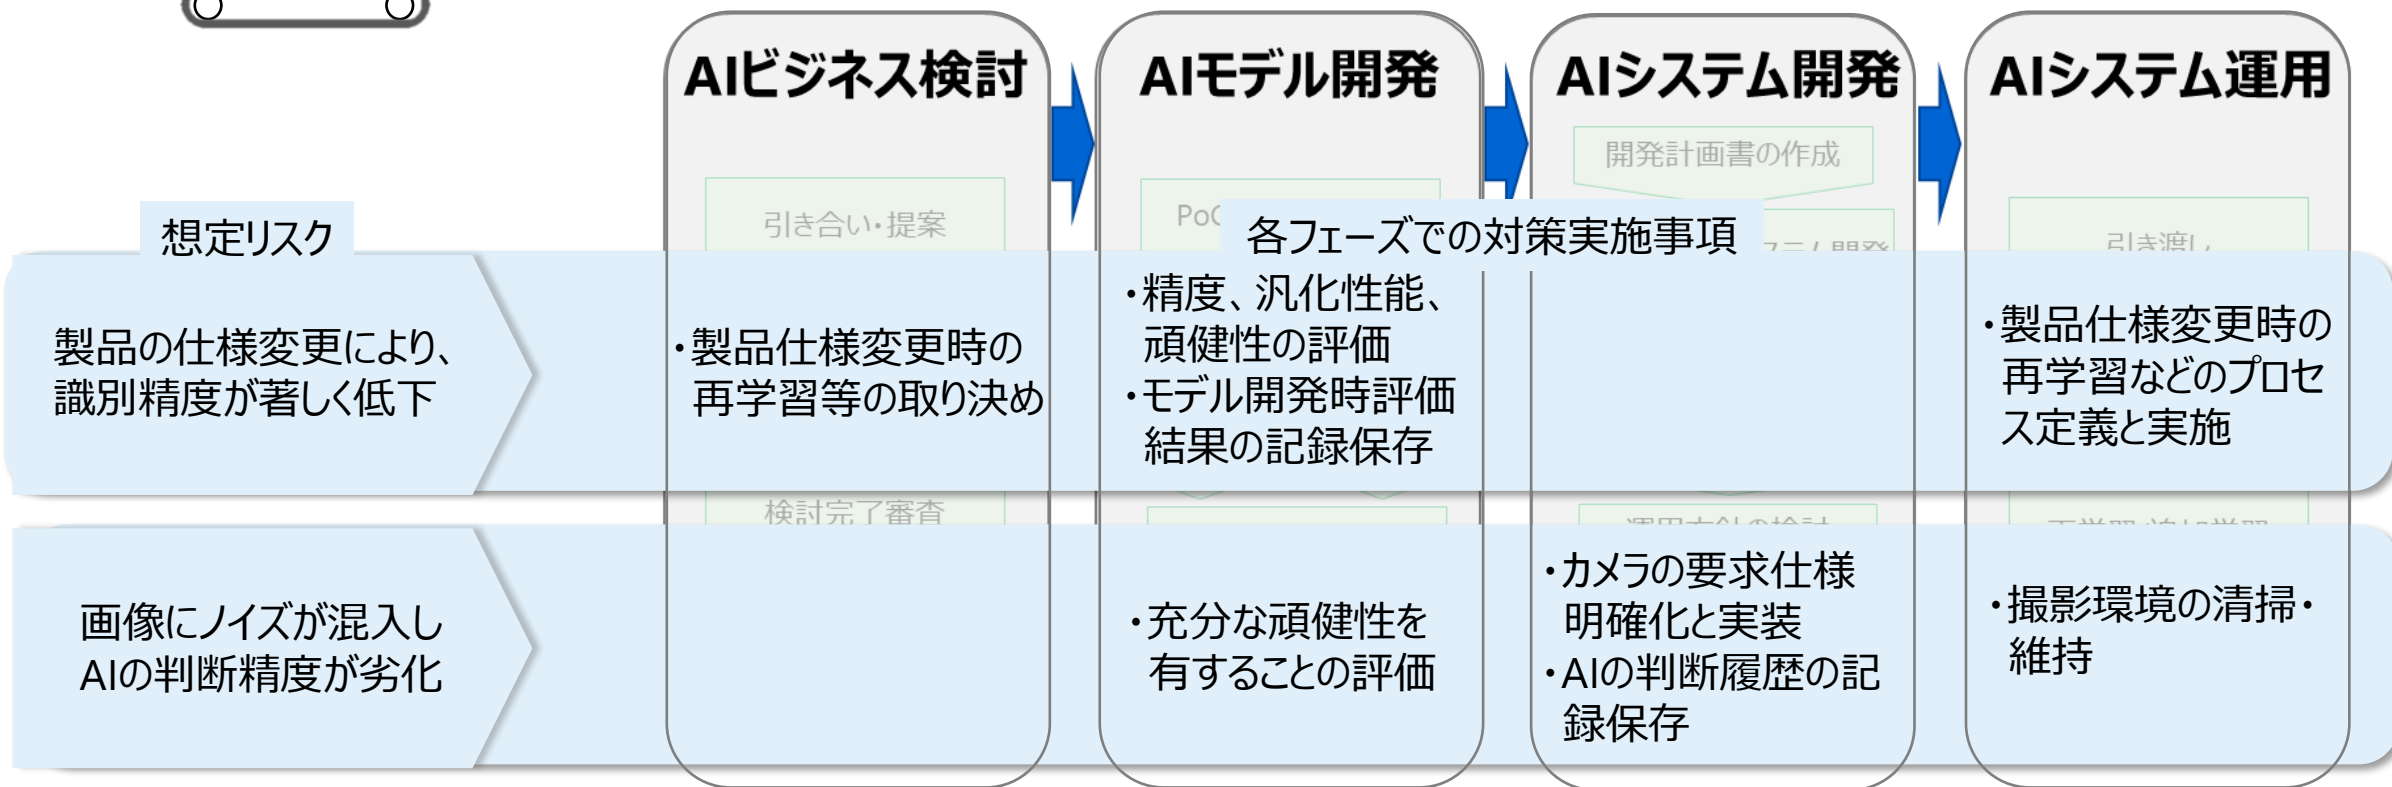 AIビジネス検討
AIモデル開発
AIシステム開発
AIシステム運用
開発計画書の作成
引き合い・提案
引き渡し
想定リスク
各フェーズでの対策実施事項
製品の仕様変更により、
識別精度が著しく低下
・製品仕様変更時の
再学習等の取り決め
・精度、汎化性能、
頑健性の評価
・モデル開発時評価
結果の記録保存
・製品仕様変更時の
再学習などのプロセ
ス定義と実施
検討完了審査
運用方針の検討
画像にノイズが混入し
AIの判断精度が劣化
・充分な頑健性を
有することの評価
・カメラの要求仕様
明確化と実装
・AIの判断履歴の記
録保存
・撮影環境の清掃・
維持